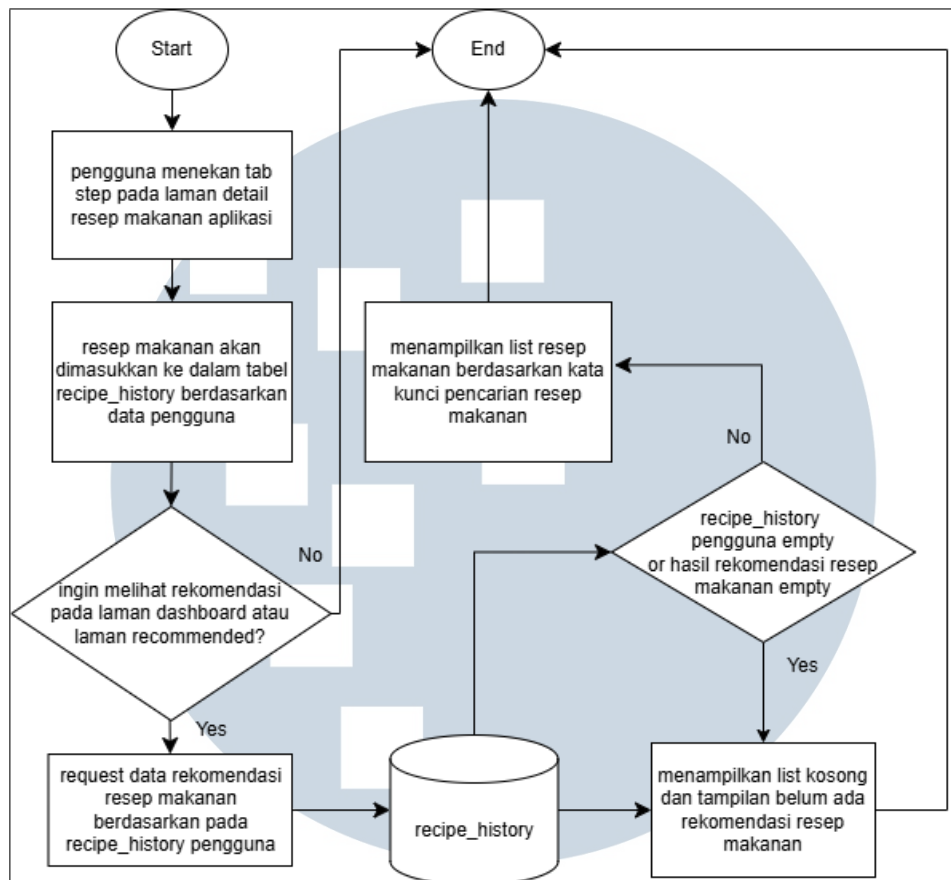 Start
End
pengguna menekan tab
step pada laman detail
resep makanan aplikasi
resep makanan akan
dimasukkan ke dalam tabel
recipe_history berdasarkan
data pengguna
menampilkan list resep
makanan berdasarkan kata
kunci pencarian resep
makanan
No
recipe_history
pengguna empty
or hasil rekomendasi resep
makanan empty
No
ingin melihat rekomendasi
pada laman dashboard atau
laman recommended?
Yes
Yes
request data rekomendasi
resep makanan
berdasarkan pada
recipe_history pengguna
recipe_history
menampilkan list kosong
dan tampilan belum ada
rekomendasi resep
makanan